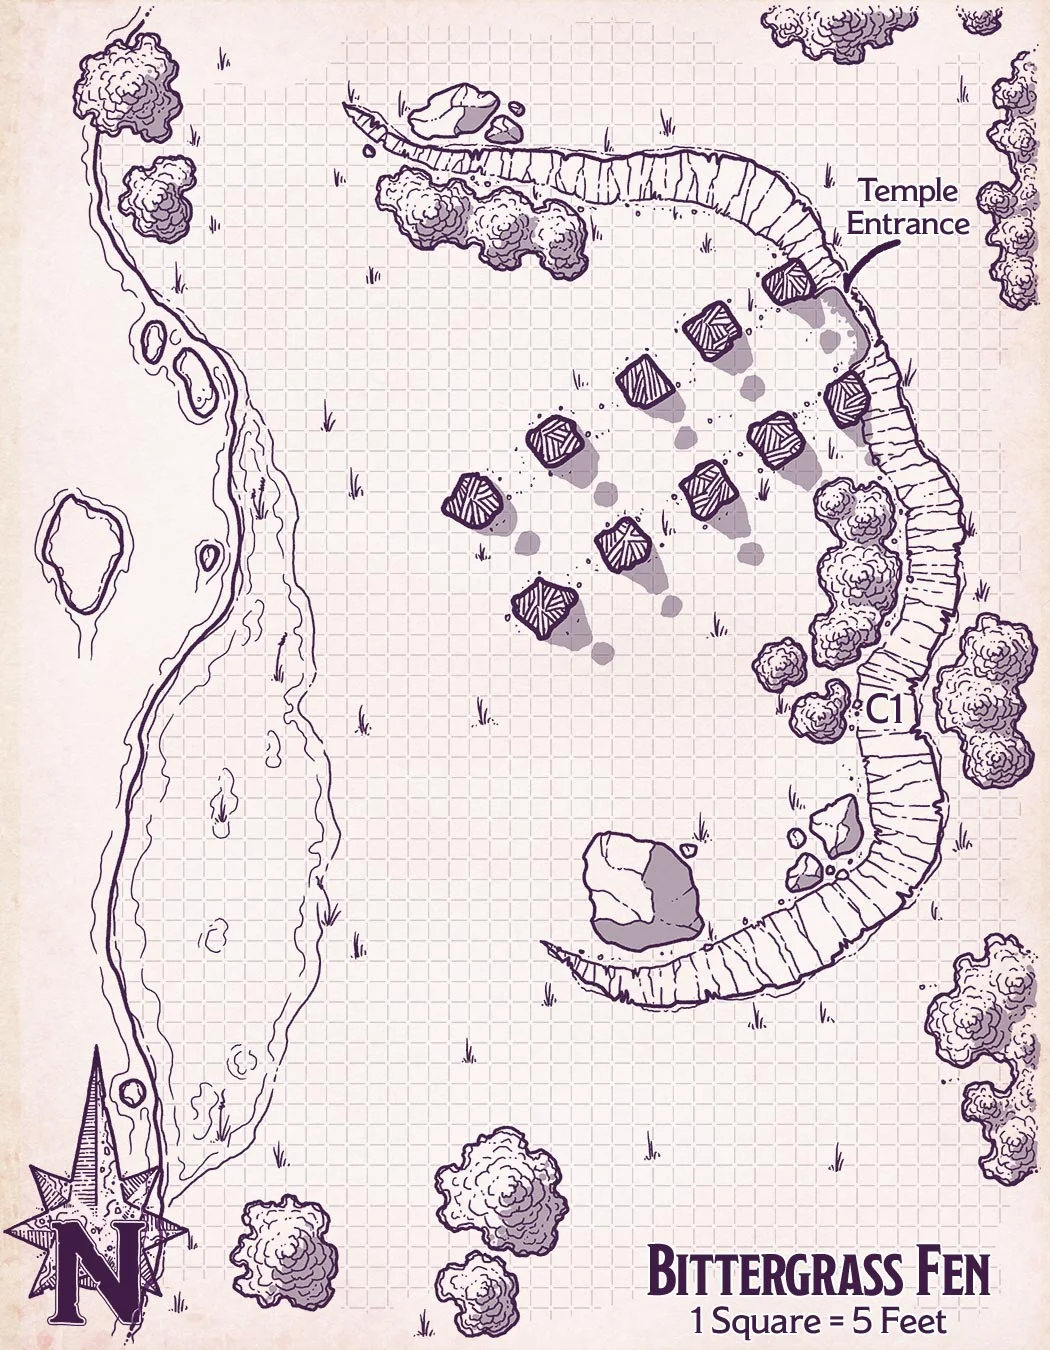 Temple
Entrance
C1
N
Bittergrass Fen
1 Square = 5 Feet